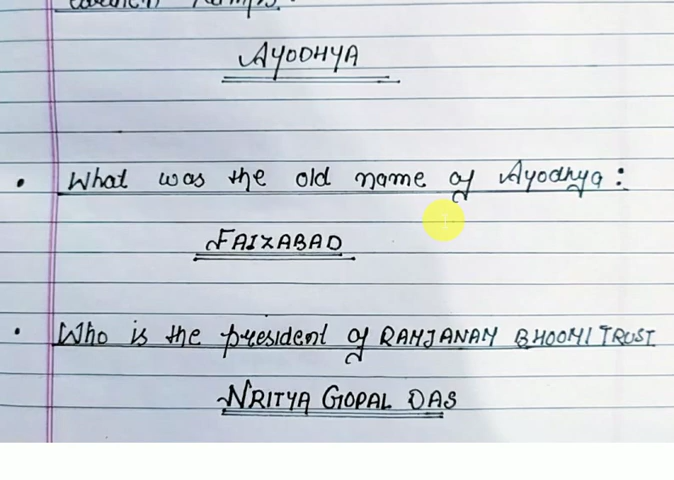 AYODHYA
What was the old name of Ayodhya :
FAIZABAD
Who is the president of RAMJANAM BHOOMI TRUST
NRITYA GOPAL DAS